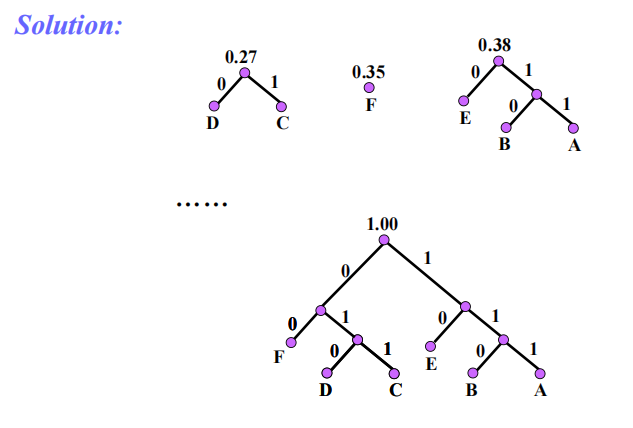 Solution:
0.27 0.35 0.38
0 1 F 0 1
D C E 0 1
B A
......
1.00
0 1
0 1 0 1
F 0 1 E 0 1
D C B A